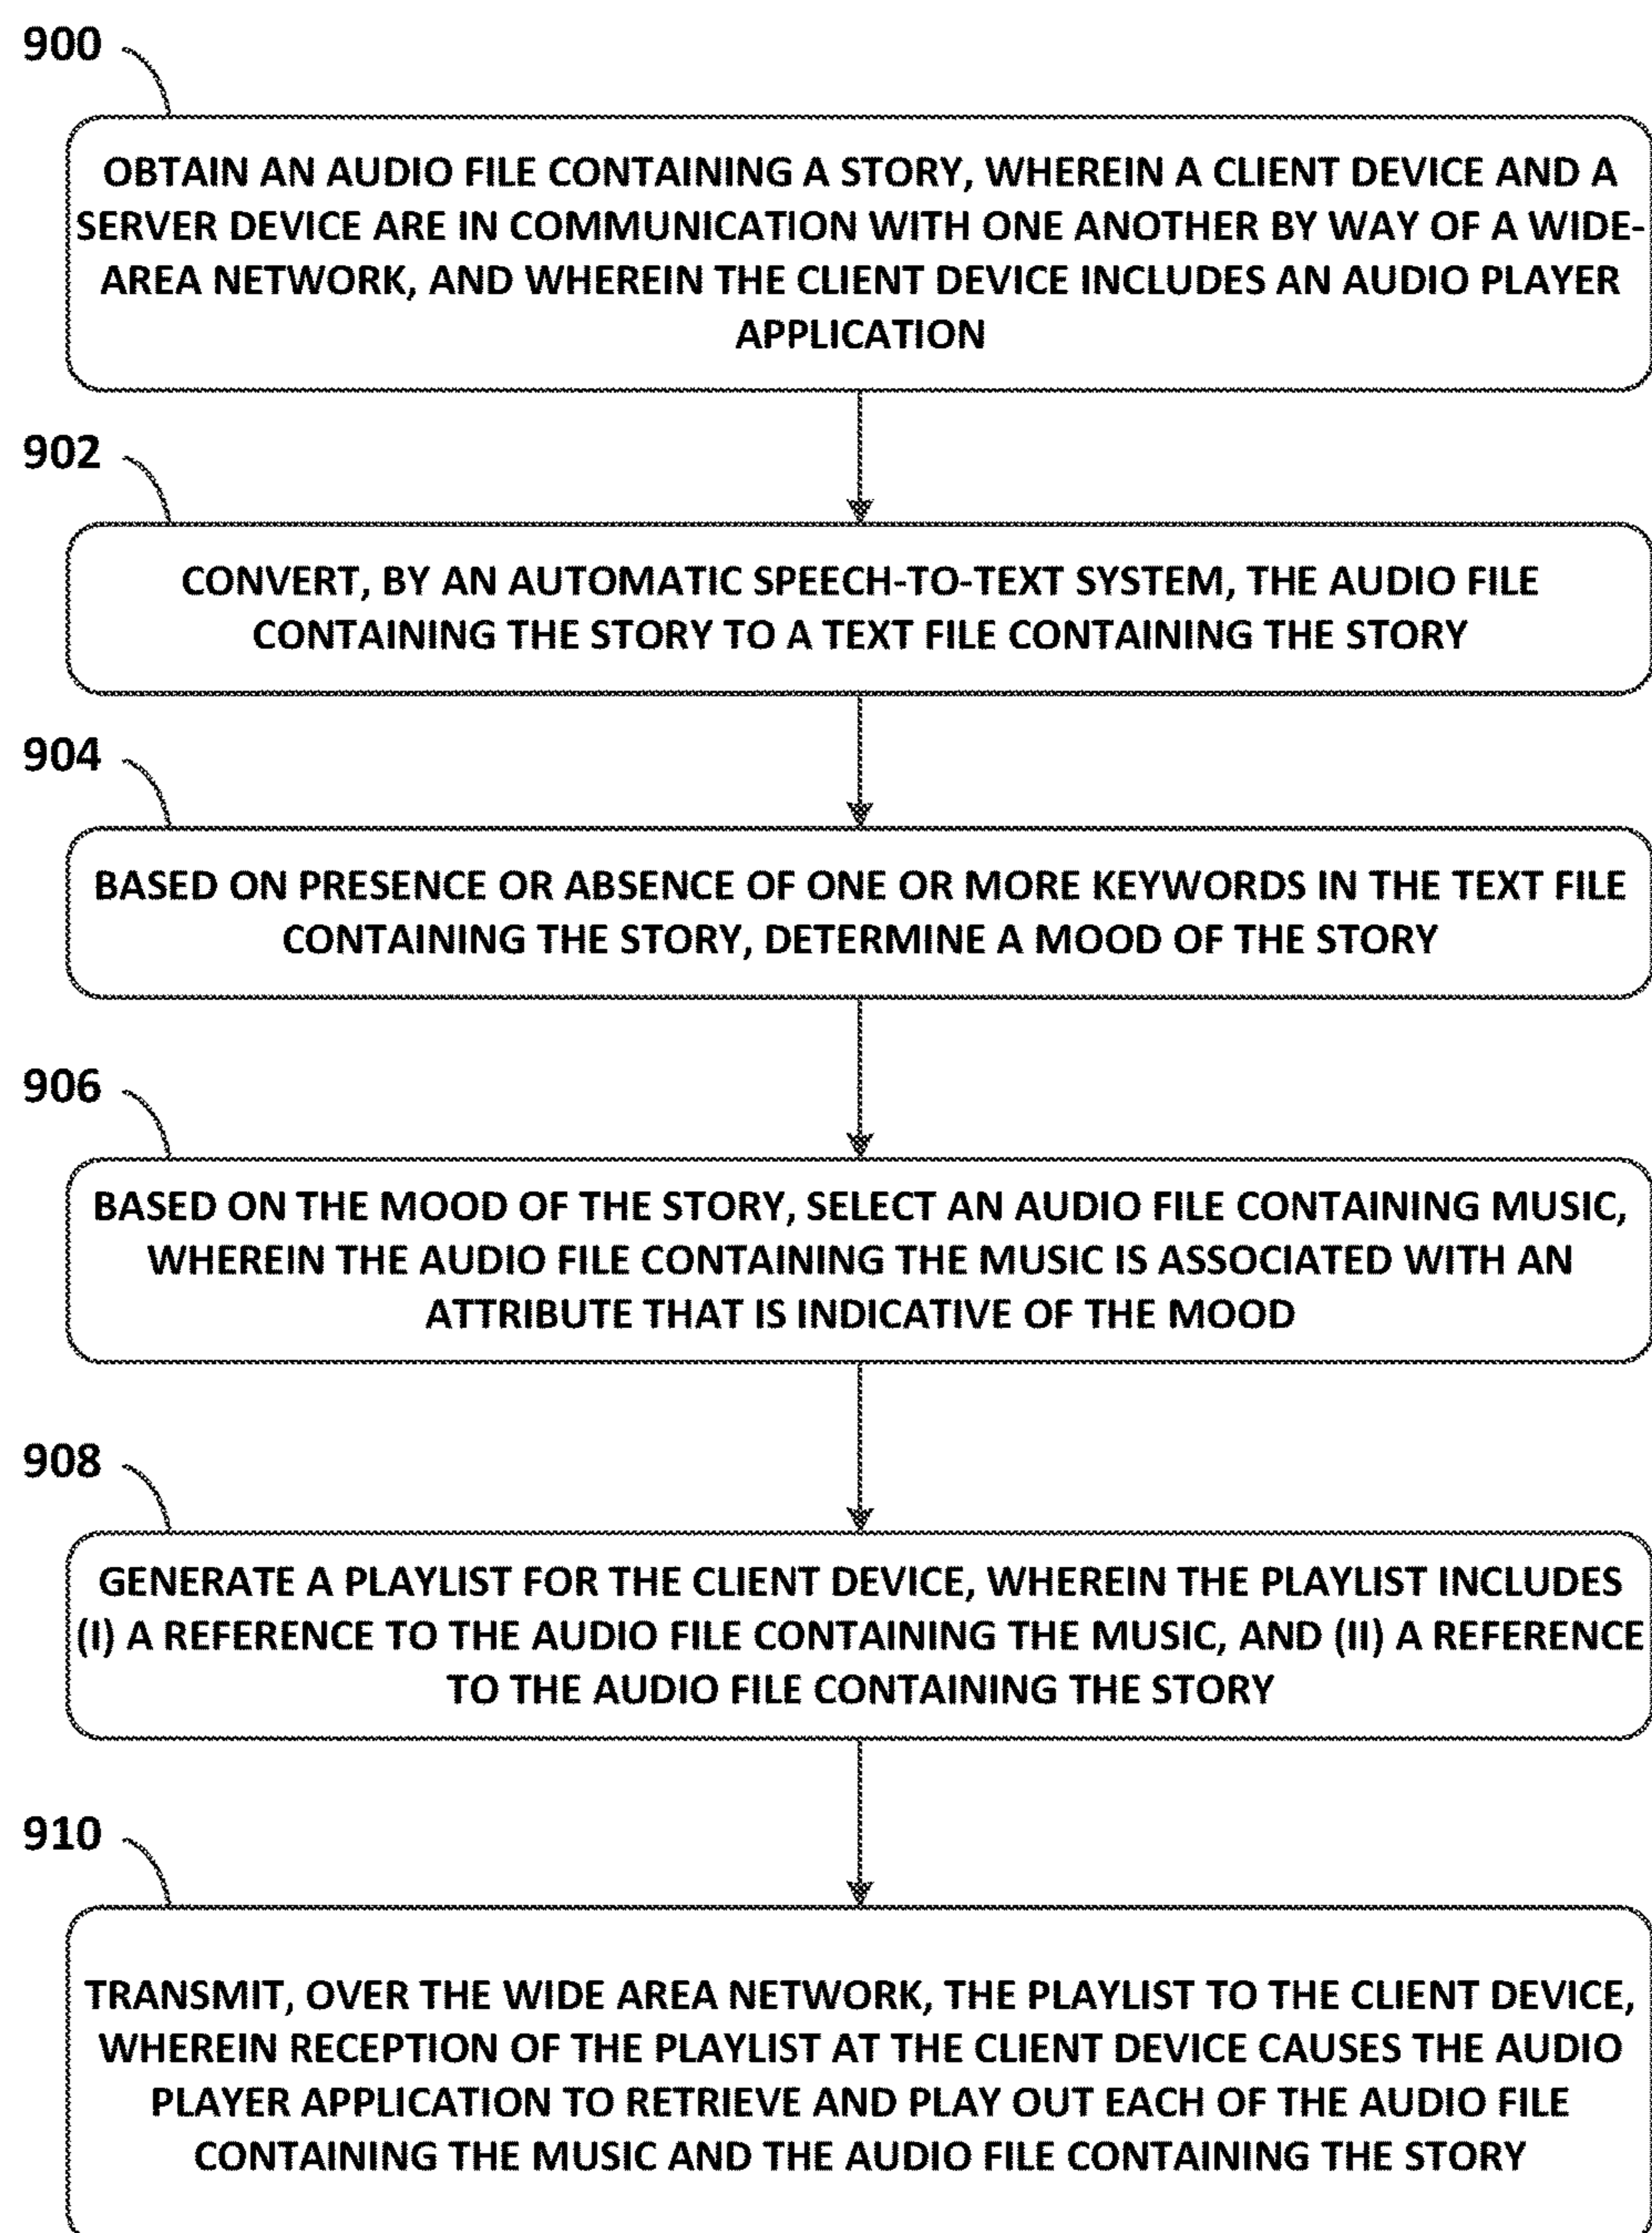 900
OBTAIN AN AUDIO FILE CONTAINING A STORY, WHEREIN A CLIENT DEVICE AND A
SERVER DEVICE ARE IN COMMUNICATION WITH ONE ANOTHER BY WAY OF A WIDE-
AREA NETWORK, AND WHEREIN THE CLIENT DEVICE INCLUDES AN AUDIO PLAYER
APPLICATION
902
CONVERT, BY AN AUTOMATIC SPEECH-TO-TEXT SYSTEM, THE AUDIO FILE
CONTAINING THE STORY TO A TEXT FILE CONTAINING THE STORY
904
BASED ON PRESENCE OR ABSENCE OF ONE OR MORE KEYWORDS IN THE TEXT FILE
CONTAINING THE STORY, DETERMINE A MOOD OF THE STORY
906
BASED ON THE MOOD OF THE STORY, SELECT AN AUDIO FILE CONTAINING MUSIC,
WHEREIN THE AUDIO FILE CONTAINING THE MUSIC IS ASSOCIATED WITH AN
ATTRIBUTE THAT IS INDICATIVE OF THE MOOD
908
GENERATE A PLAYLIST FOR THE CLIENT DEVICE, WHEREIN THE PLAYLIST INCLUDES
(I) A REFERENCE TO THE AUDIO FILE CONTAINING THE MUSIC, AND (II) A REFERENCE
TO THE AUDIO FILE CONTAINING THE STORY
910
TRANSMIT, OVER THE WIDE AREA NETWORK, THE PLAYLIST TO THE CLIENT DEVICE,
WHEREIN RECEPTION OF THE PLAYLIST AT THE CLIENT DEVICE CAUSES THE AUDIO
PLAYER APPLICATION TO RETRIEVE AND PLAY OUT EACH OF THE AUDIO FILE
CONTAINING THE MUSIC AND THE AUDIO FILE CONTAINING THE STORY